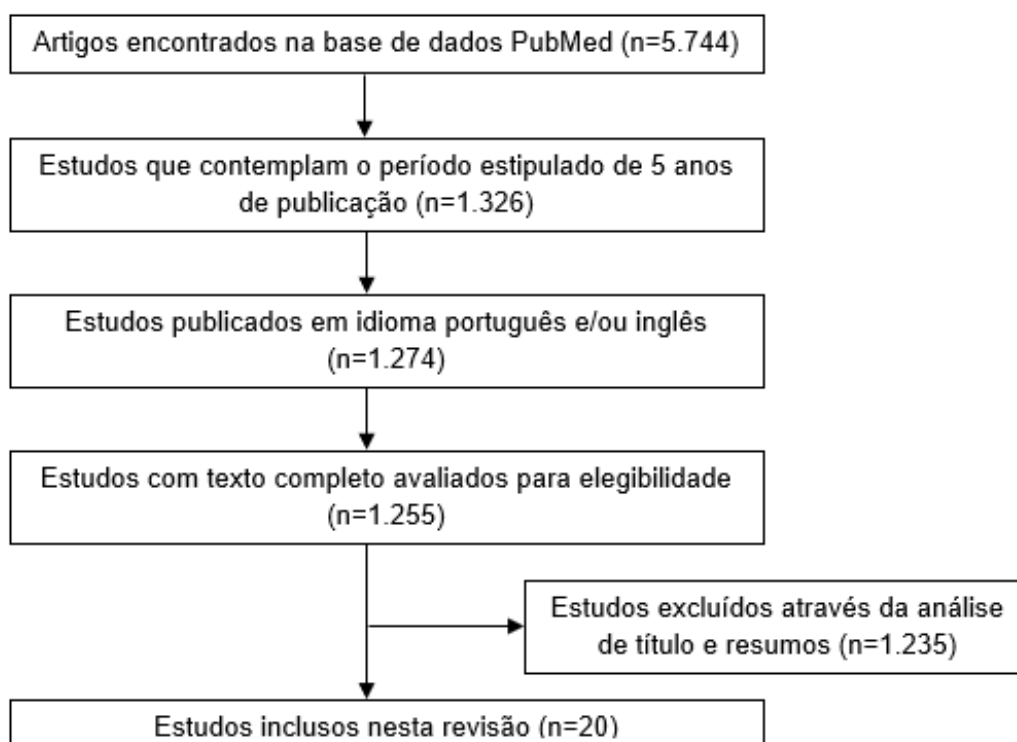 Artigos encontrados na base de dados PubMed (n=5.744)
Estudos que contemplam o período estipulado de 5 anos
de publicação (n=1.326)
Estudos publicados em idioma português e/ou inglês
(n=1.274)
Estudos com texto completo avaliados para elegibilidade
(n=1.255)
Estudos excluídos através da análise
de título e resumos (n=1.235)
Estudos inclusos nesta revisão (n=20)